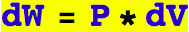 dW = P * dV